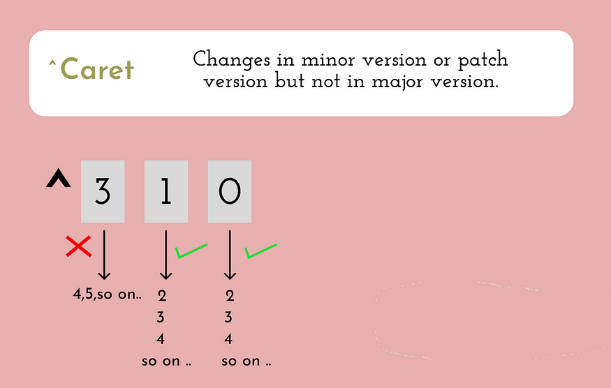 ^Caret
Changes in minor version or patch
version but not in major version.
^ 3 1 0
4,5,so on.. 2 2
3 3
4 4
so on .. so on ..